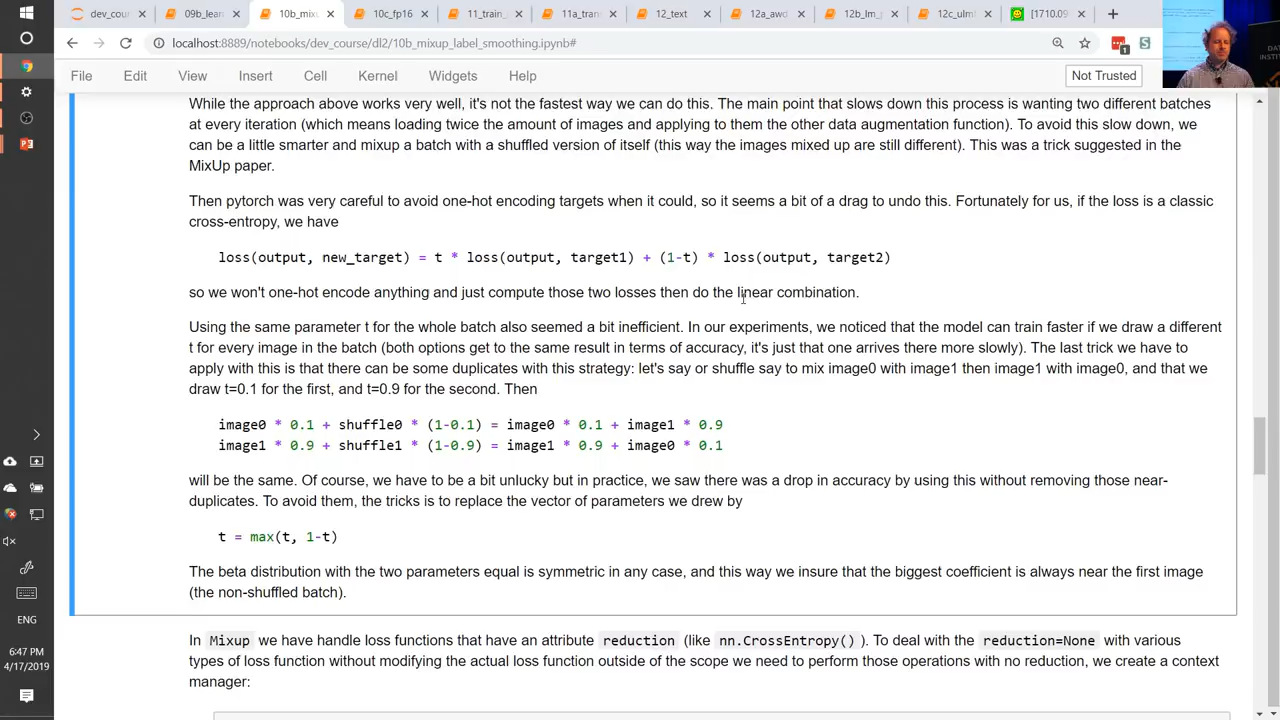 dev_cou
09b_lear
10b_mixu
10c_fp16
11_train
11a_tran
12_text
12a_awd
12b_lm_
12c_ulmf
[1710.09
localhost:8889/notebooks/dev_course/dl2/10b_mixup_label_smoothing.ipynb#
File Edit View Insert Cell Kernel Widgets Help
Not Trusted
While the approach above works very well, it's not the fastest way we can do this. The main point that slows down this process is wanting two different batches
at every iteration (which means loading twice the amount of images and applying to them the other data augmentation function). To avoid this slow down, we
can be a little smarter and mixup a batch with a shuffled version of itself (this way the images mixed up are still different). This was a trick suggested in the
MixUp paper.
Then pytorch was very careful to avoid one-hot encoding targets when it could, so it seems a bit of a drag to undo this. Fortunately for us, if the loss is a classic
cross-entropy, we have
loss(output, new_target) = t * loss(output, target1) + (1-t) * loss(output, target2)
so we won't one-hot encode anything and just compute those two losses then do the linear combination.
Using the same parameter t for the whole batch also seemed a bit inefficient. In our experiments, we noticed that the model can train faster if we draw a different
t for every image in the batch (both options get to the same result in terms of accuracy, it's just that one arrives there more slowly). The last trick we have to
apply with this is that there can be some duplicates with this strategy: let's say or shuffle say to mix image0 with image1 then image1 with image0, and that we
draw t=0.1 for the first, and t=0.9 for the second. Then
image0 * 0.1 + shuffle0 * (1-0.1) = image0 * 0.1 + image1 * 0.9
image1 * 0.9 + shuffle1 * (1-0.9) = image1 * 0.9 + image0 * 0.1
will be the same. Of course, we have to be a bit unlucky but in practice, we saw there was a drop in accuracy by using this without removing those near-
duplicates. To avoid them, the tricks is to replace the vector of parameters we drew by
t = max(t, 1-t)
The beta distribution with the two parameters equal is symmetric in any case, and this way we insure that the biggest coefficient is always near the first image
(the non-shuffled batch).
In Mixup we have handle loss functions that have an attribute reduction (like nn.CrossEntropy() ). To deal with the reduction=None with various
types of loss function without modifying the actual loss function outside of the scope we need to perform those operations with no reduction, we create a context
manager:
ENG
6:47 PM
4/17/2019